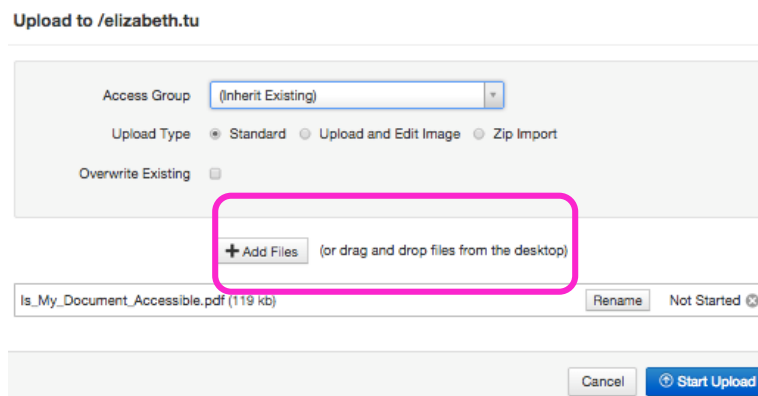 Upload to /elizabeth.tu
Access Group (Inherit Existing)
Upload Type Standard Upload and Edit Image Zip Import
Overwrite Existing
+ Add Files (or drag and drop files from the desktop)
Is_My_Document_Accessible.pdf (119 kb) Rename Not Started
Cancel Start Upload